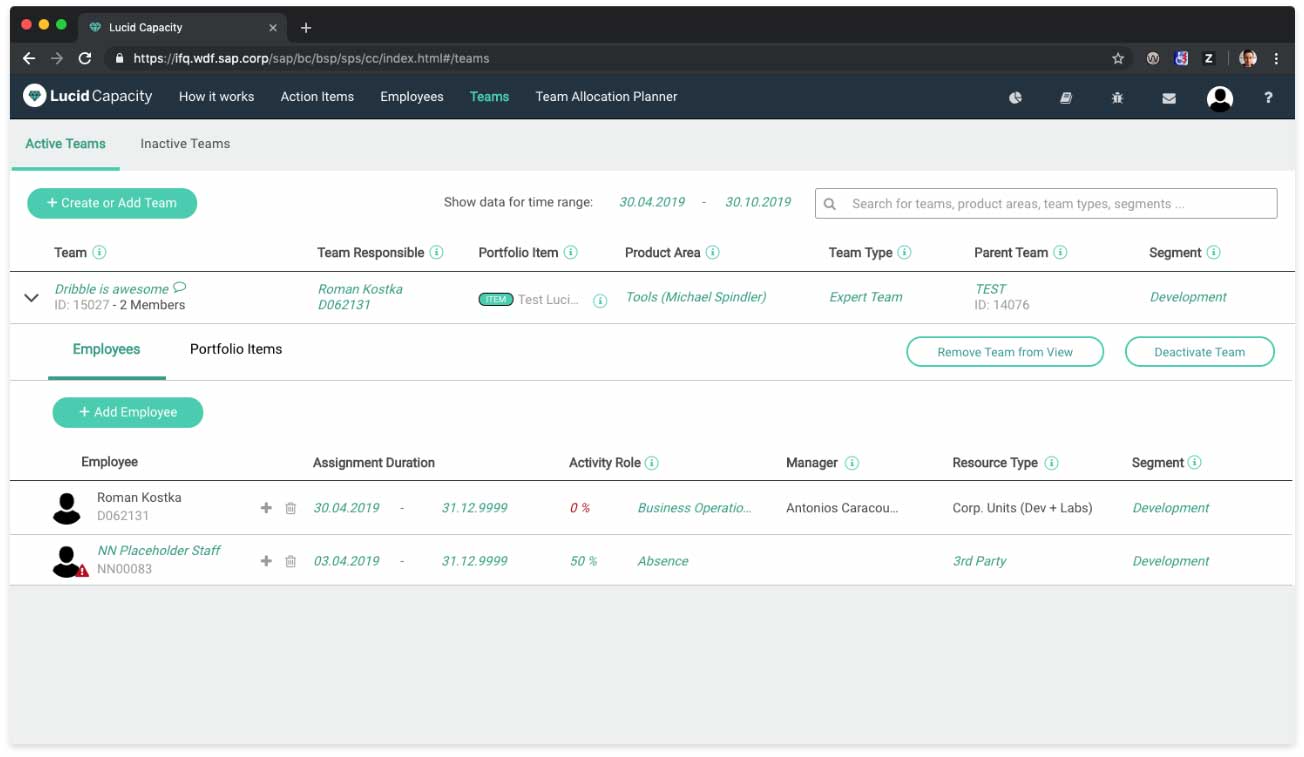 Lucid Capacity
https://ifq.wdf.sap.corp/sap/bc/bsp/sps/cc/index.html#/teams
Lucid Capacity How it works Action Items Employees Teams Team Allocation Planner ?
Active Teams Inactive Teams
+ Create or Add Team Show data for time range: 30.04.2019 - 30.10.2019 Search for teams, product areas, team types, segments ...
Team i Team Responsible i Portfolio Item i Product Area i Team Type i Parent Team i Segment i
Dribble is awesome Roman Kostka ITEM Test Luci... i Tools (Michael Spindler) Expert Team TEST Development
ID: 15027 - 2 Members D062131 ID: 14076
Employees Portfolio Items Remove Team from View Deactivate Team
+ Add Employee
Employee Assignment Duration Activity Role i Manager i Resource Type i Segment i
Roman Kostka 30.04.2019 - 31.12.9999 0 % Business Operatio... Antonios Caracou... Corp. Units (Dev + Labs) Development
D062131
NN Placeholder Staff 03.04.2019 - 31.12.9999 50 % Absence 3rd Party Development
NN00083